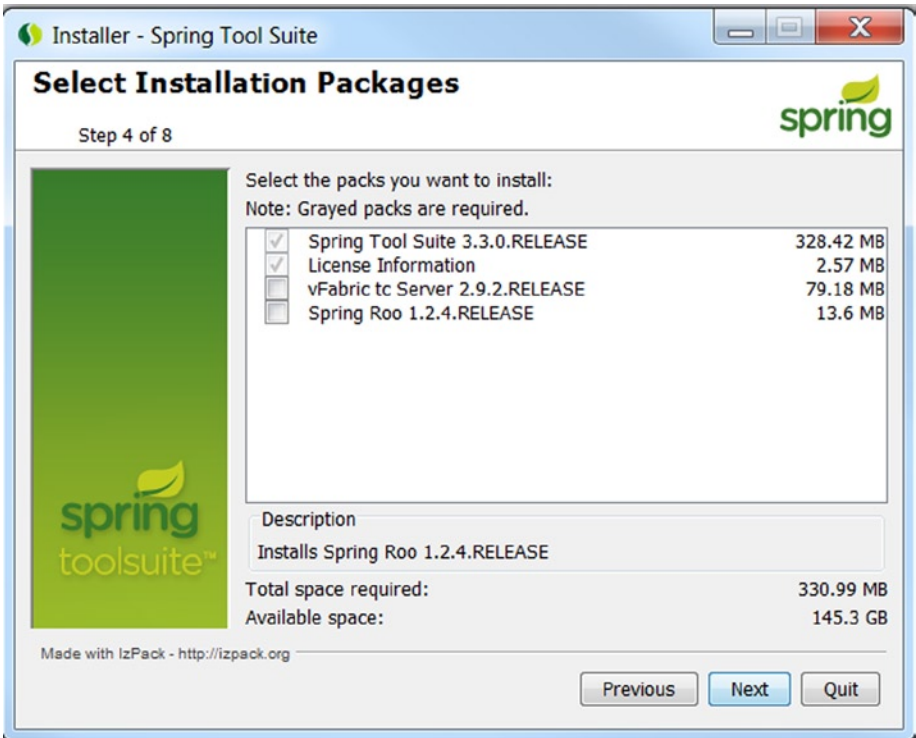 Installer - Spring Tool Suite
Select Installation Packages
Step 4 of 8
spring
Select the packs you want to install:
Note: Grayed packs are required.
Spring Tool Suite 3.3.0.RELEASE 328.42 MB
License Information 2.57 MB
vFabric tc Server 2.9.2.RELEASE 79.18 MB
Spring Roo 1.2.4.RELEASE 13.6 MB
spring
toolsuite™
Description
Installs Spring Roo 1.2.4.RELEASE
Total space required: 330.99 MB
Available space: 145.3 GB
Made with IzPack - http://izpack.org
Previous Next Quit